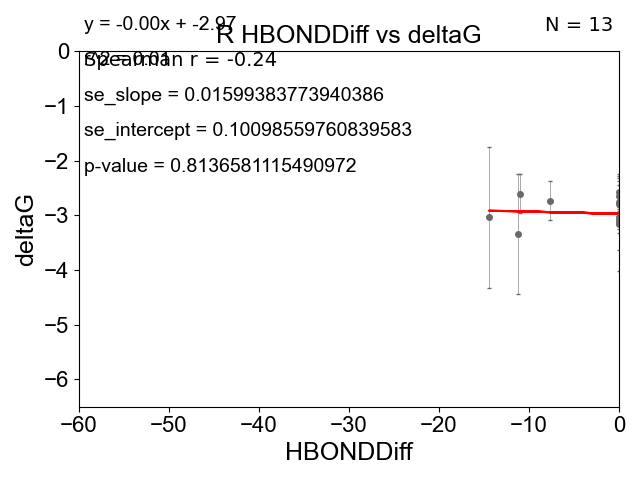 y = -0.00x + -2.97
R HBONDDiff vs deltaG
N = 13
Spearman r = -0.24
se_slope = 0.01599383773940386
se_intercept = 0.10098559760839583
p-value = 0.8136581115490972
0
−1
−2
−3
−4
−5
−6
deltaG
−60
−50
−40
−30
−20
−10
0
HBONDDiff